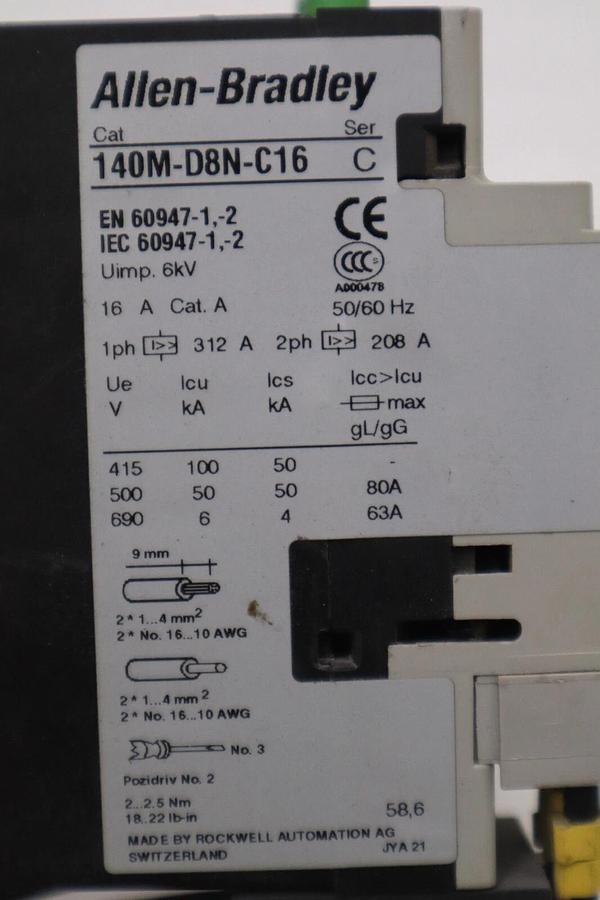 Allen-Bradley
Cat Ser
140M-D8N-C16 C
EN 60947-1,-2
IEC 60947-1,-2
CE
CCC S
A000478
Uimp. 6kV
16 A Cat. A 50/60 Hz
1ph I>> 312 A 2ph I>> 208 A
Ue Icu Ics Icc>Icu
V kA kA max
gL/gG
415 100 50 -
500 50 50 80A
690 6 4 63A
9 mm
2 * 1...4 mm²
2 * No. 16...10 AWG
2 * 1...4 mm²
2 * No. 16...10 AWG
No. 3
Pozidriv No. 2
2...2.5 Nm
18..22 lb-in
58,6
MADE BY ROCKWELL AUTOMATION AG
SWITZERLAND JYA 21